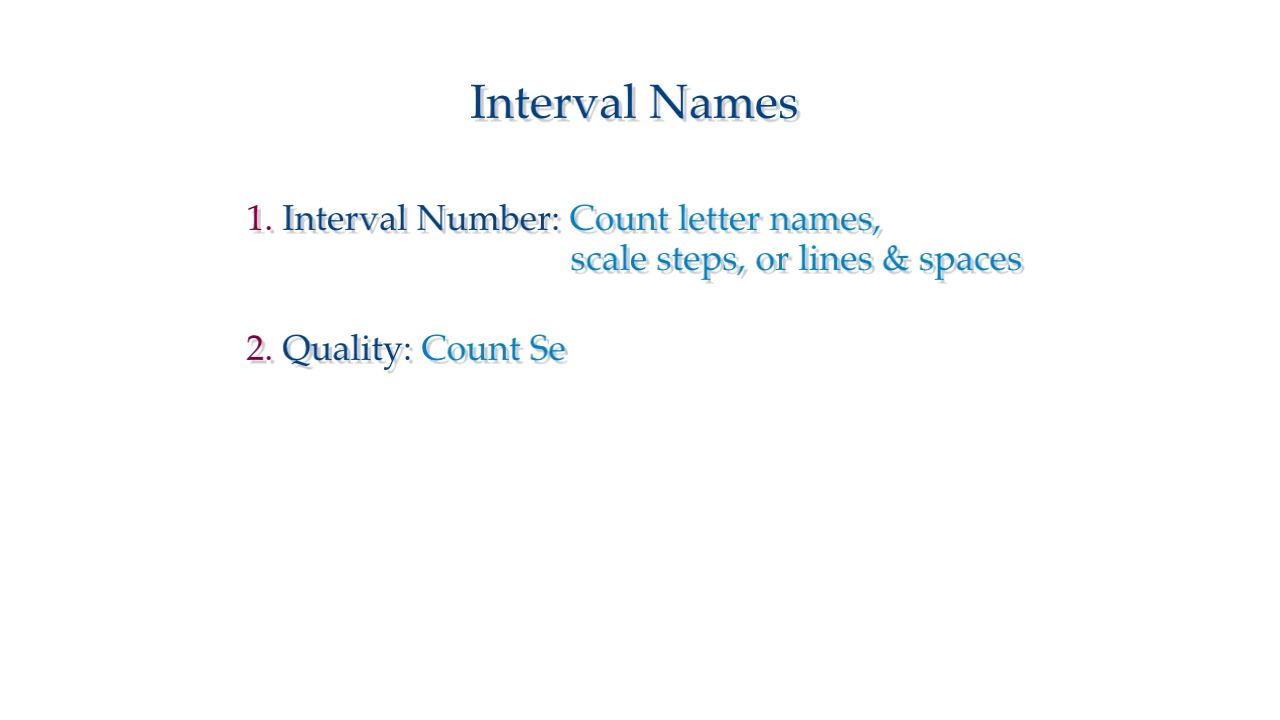 Interval Names
1. Interval Number: Count letter names,
scale steps, or lines & spaces
2. Quality: Count Se